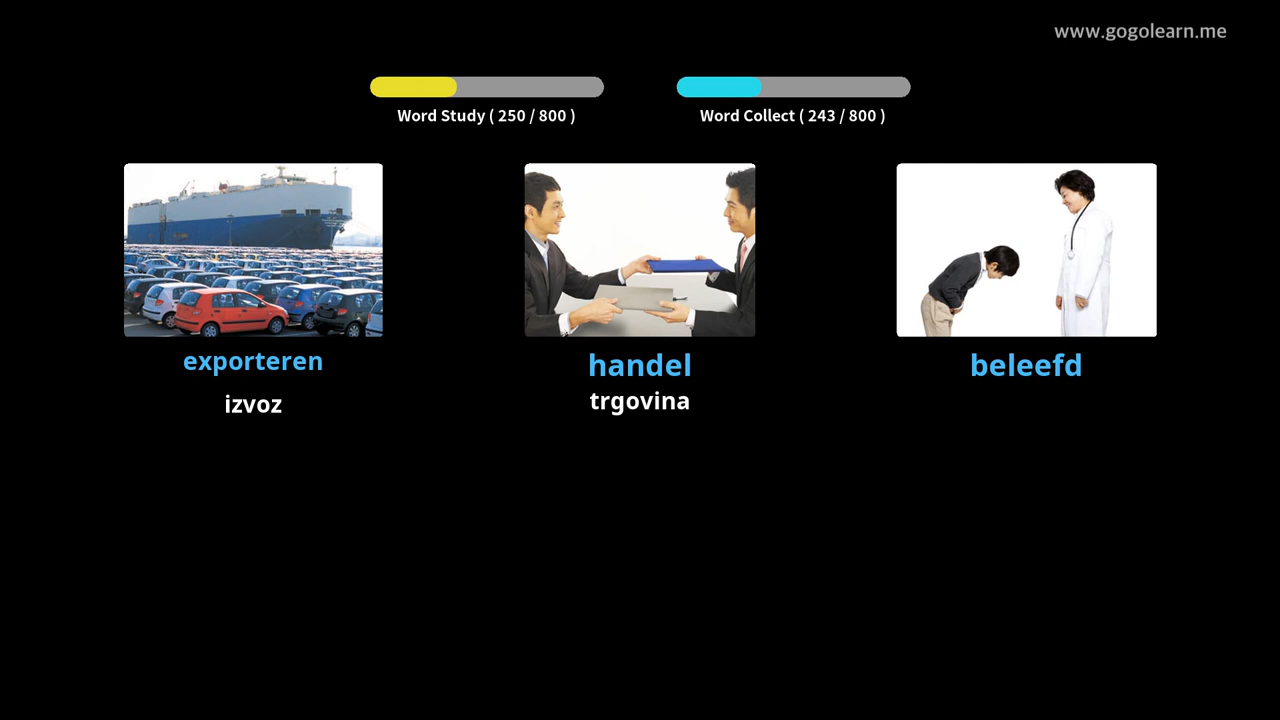 www.gogolearn.me
Word Study ( 250 / 800 )
Word Collect ( 243 / 800 )
exporteren
handel
beleefd
izvoz
trgovina